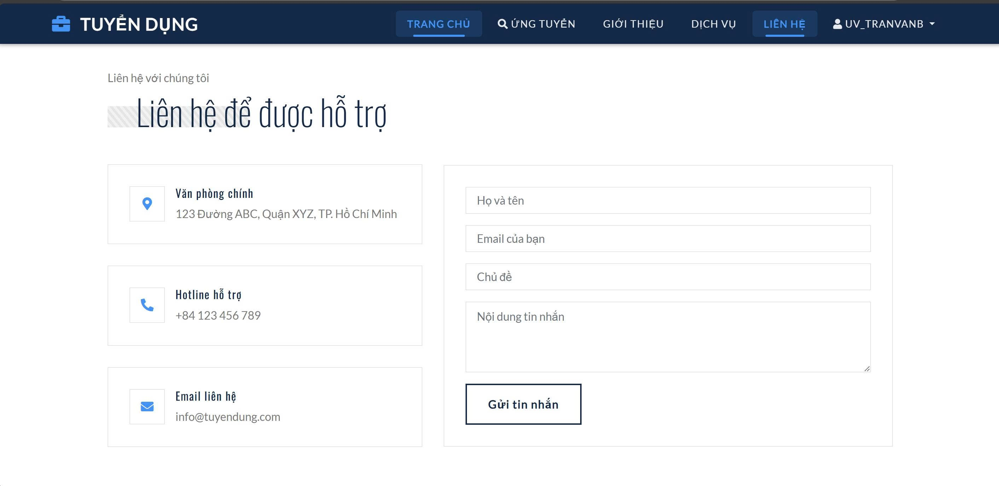 TUYỂN DỤNG
TRANG CHỦ
ỨNG TUYỂN
GIỚI THIỆU
DỊCH VỤ
LIÊN HỆ
UV_TRANVANB
Liên hệ với chúng tôi
Liên hệ để được hỗ trợ
Văn phòng chính
123 Đường ABC, Quận XYZ, TP. Hồ Chí Minh
Hotline hỗ trợ
+84 123 456 789
Email liên hệ
info@tuyendung.com
Họ và tên
Email của bạn
Chủ đề
Nội dung tin nhắn
Gửi tin nhắn